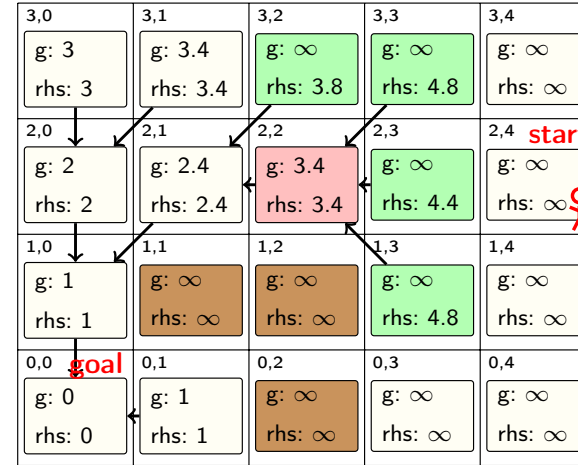 3,0 3,1 3,2 3,3 3,4
g: 3 g: 3.4 g: ∞ g: ∞ g: ∞
rhs: 3 rhs: 3.4 rhs: 3.8 rhs: 4.8 rhs: ∞
2,0 2,1 2,2 2,3 2,4 star
g: 2 g: 2.4 g: 3.4 g: ∞ g: ∞
rhs: 2 rhs: 2.4 rhs: 3.4 rhs: 4.4 rhs: ∞
1,0 1,1 1,2 1,3 1,4
g: 1 g: ∞ g: ∞ g: ∞ g: ∞
rhs: 1 rhs: ∞ rhs: ∞ rhs: 4.8 rhs: ∞
0,0 goal 0,1 0,2 0,3 0,4
g: 0 g: 1 g: ∞ g: ∞ g: ∞
rhs: 0 rhs: 1 rhs: ∞ rhs: ∞ rhs: ∞